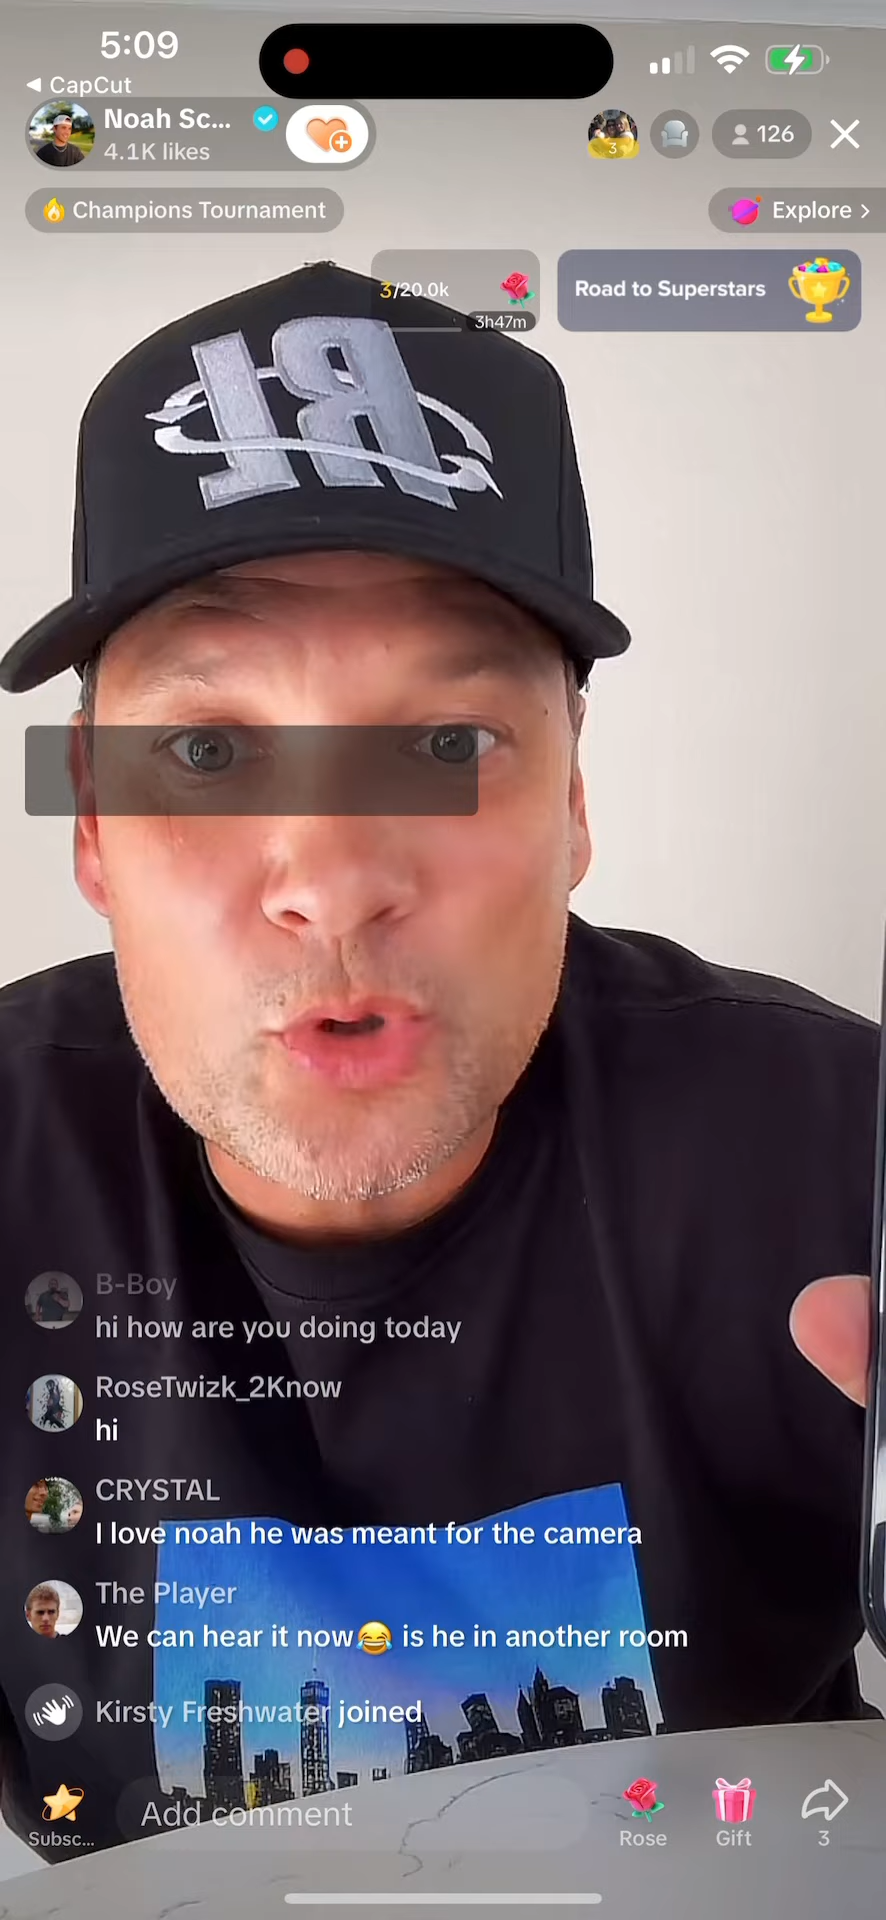 5:09
CapCut
Noah Sc...
4.1K likes
3
126
Champions Tournament
Explore
3/20.0k
3h47m
Road to Superstars
RL
B-Boy
hi how are you doing today
RoseTwizk_2Know
hi
CRYSTAL
I love noah he was meant for the camera
The Player
We can hear it now😂 is he in another room
Kirsty Freshwater joined
Add comment
Subsc...
Rose
Gift
3